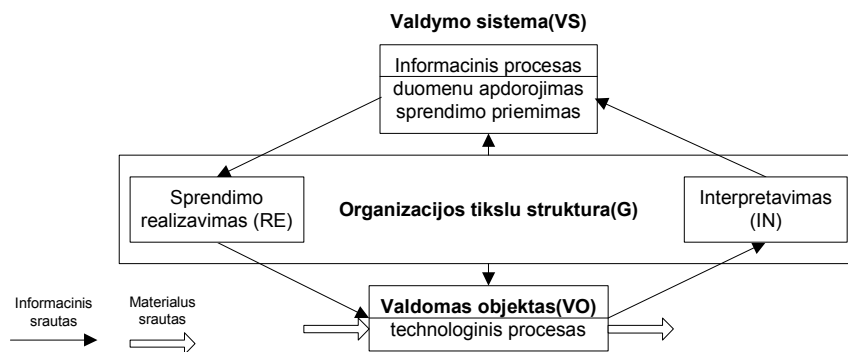 Valdymo sistema(VS)
Informacinis procesas
duomenu apdorojimas
sprendimo priemimas
Sprendimo
realizavimas (RE)
Organizacijos tikslu struktura(G)
Interpretavimas
(IN)
Valdomas objektas(VO)
technologinis procesas
Informacinis
srautas
Materialus
srautas